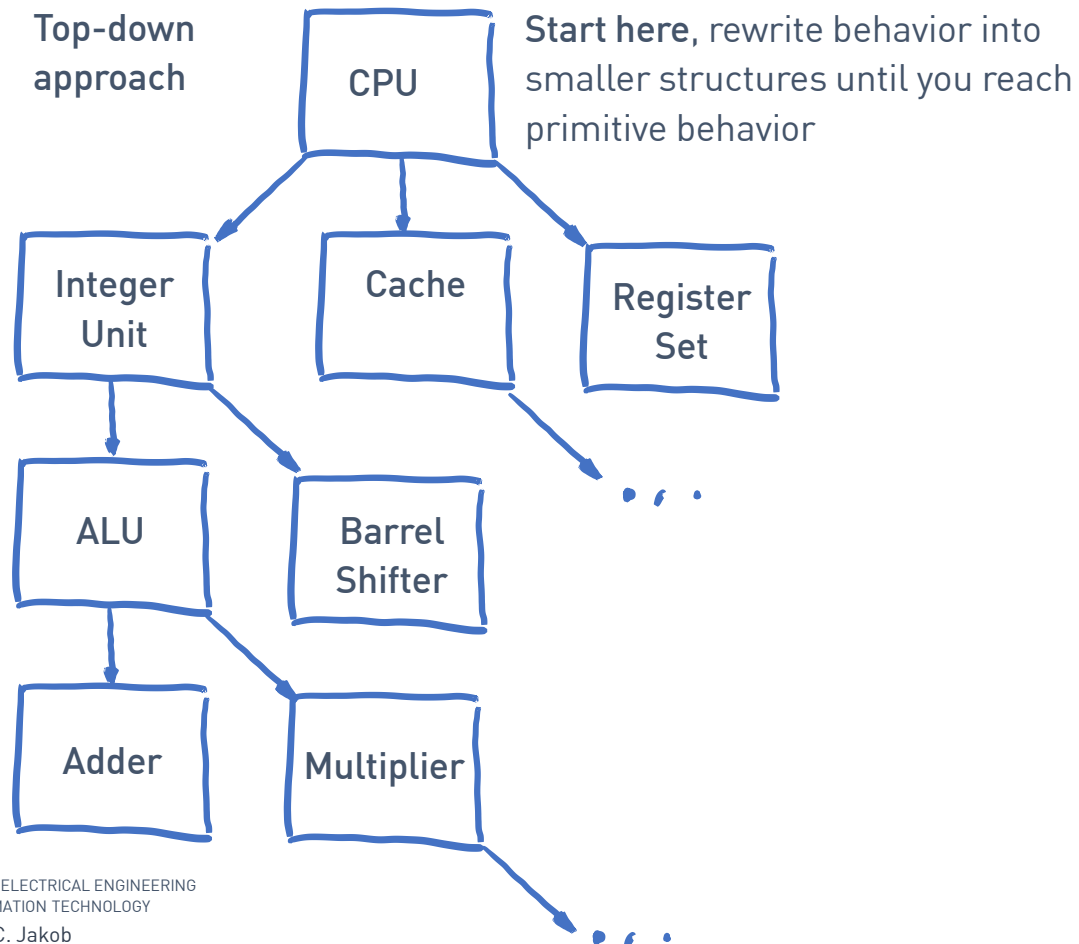 Top-down
approach
Start here, rewrite behavior into
smaller structures until you reach
primitive behavior
CPU
Integer
Unit
Cache
Register
Set
ALU
Barrel
Shifter
Adder
Multiplier
ELECTRICAL ENGINEERING
MATION TECHNOLOGY
C. Jakob